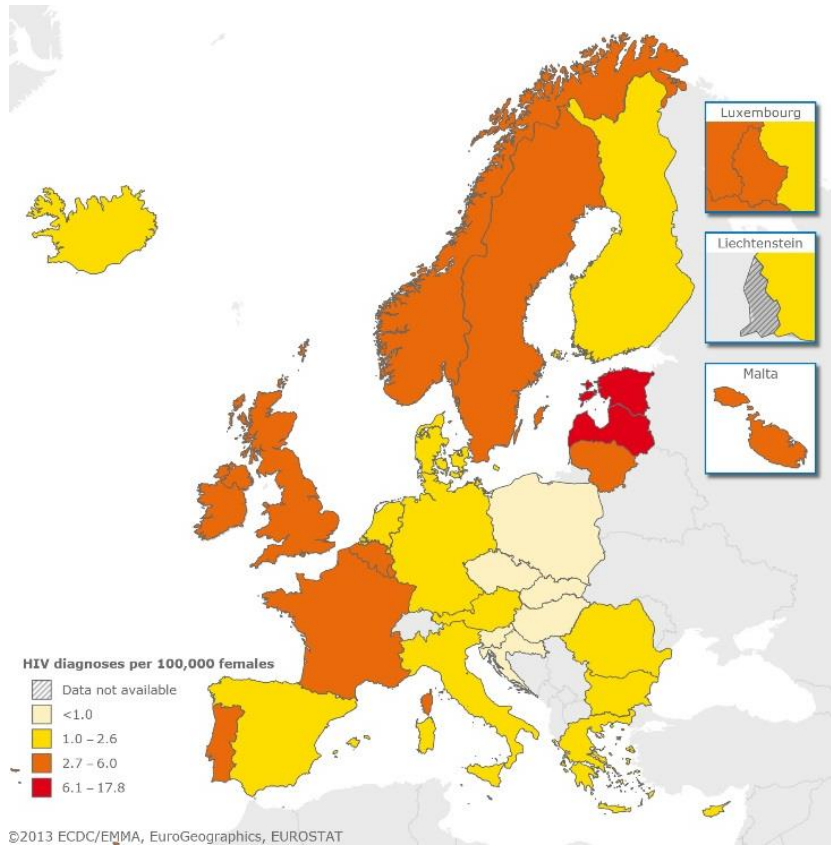 Luxembourg
Liechtenstein
Malta
HIV diagnoses per 100,000 females
Data not available
<1.0
1.0 – 2.6
2.7 – 6.0
6.1 – 17.8
©2013 ECDC/EMMA, EuroGeographics, EUROSTAT